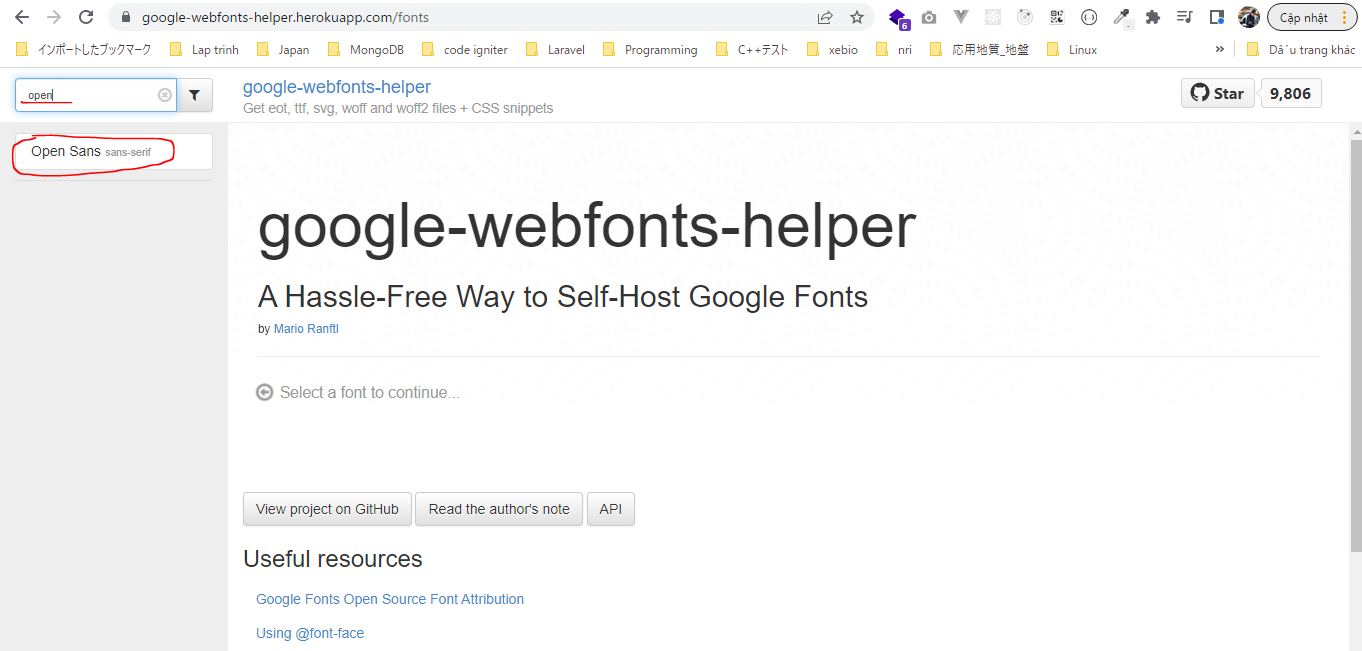 google-webfonts-helper.herokuapp.com/fonts
6
Cập nhật
インポートしたブックマーク Lap trinh Japan MongoDB code igniter Laravel Programming C++テスト xebio nri 応用地質_地盤 Linux » Dấu trang khác
open
google-webfonts-helper
Get eot, ttf, svg, woff and woff2 files + CSS snippets
Star 9,806
Open Sans sans-serif
google-webfonts-helper
A Hassle-Free Way to Self-Host Google Fonts
by Mario Ranftl
Select a font to continue...
View project on GitHub Read the author's note API
Useful resources
Google Fonts Open Source Font Attribution
Using @font-face